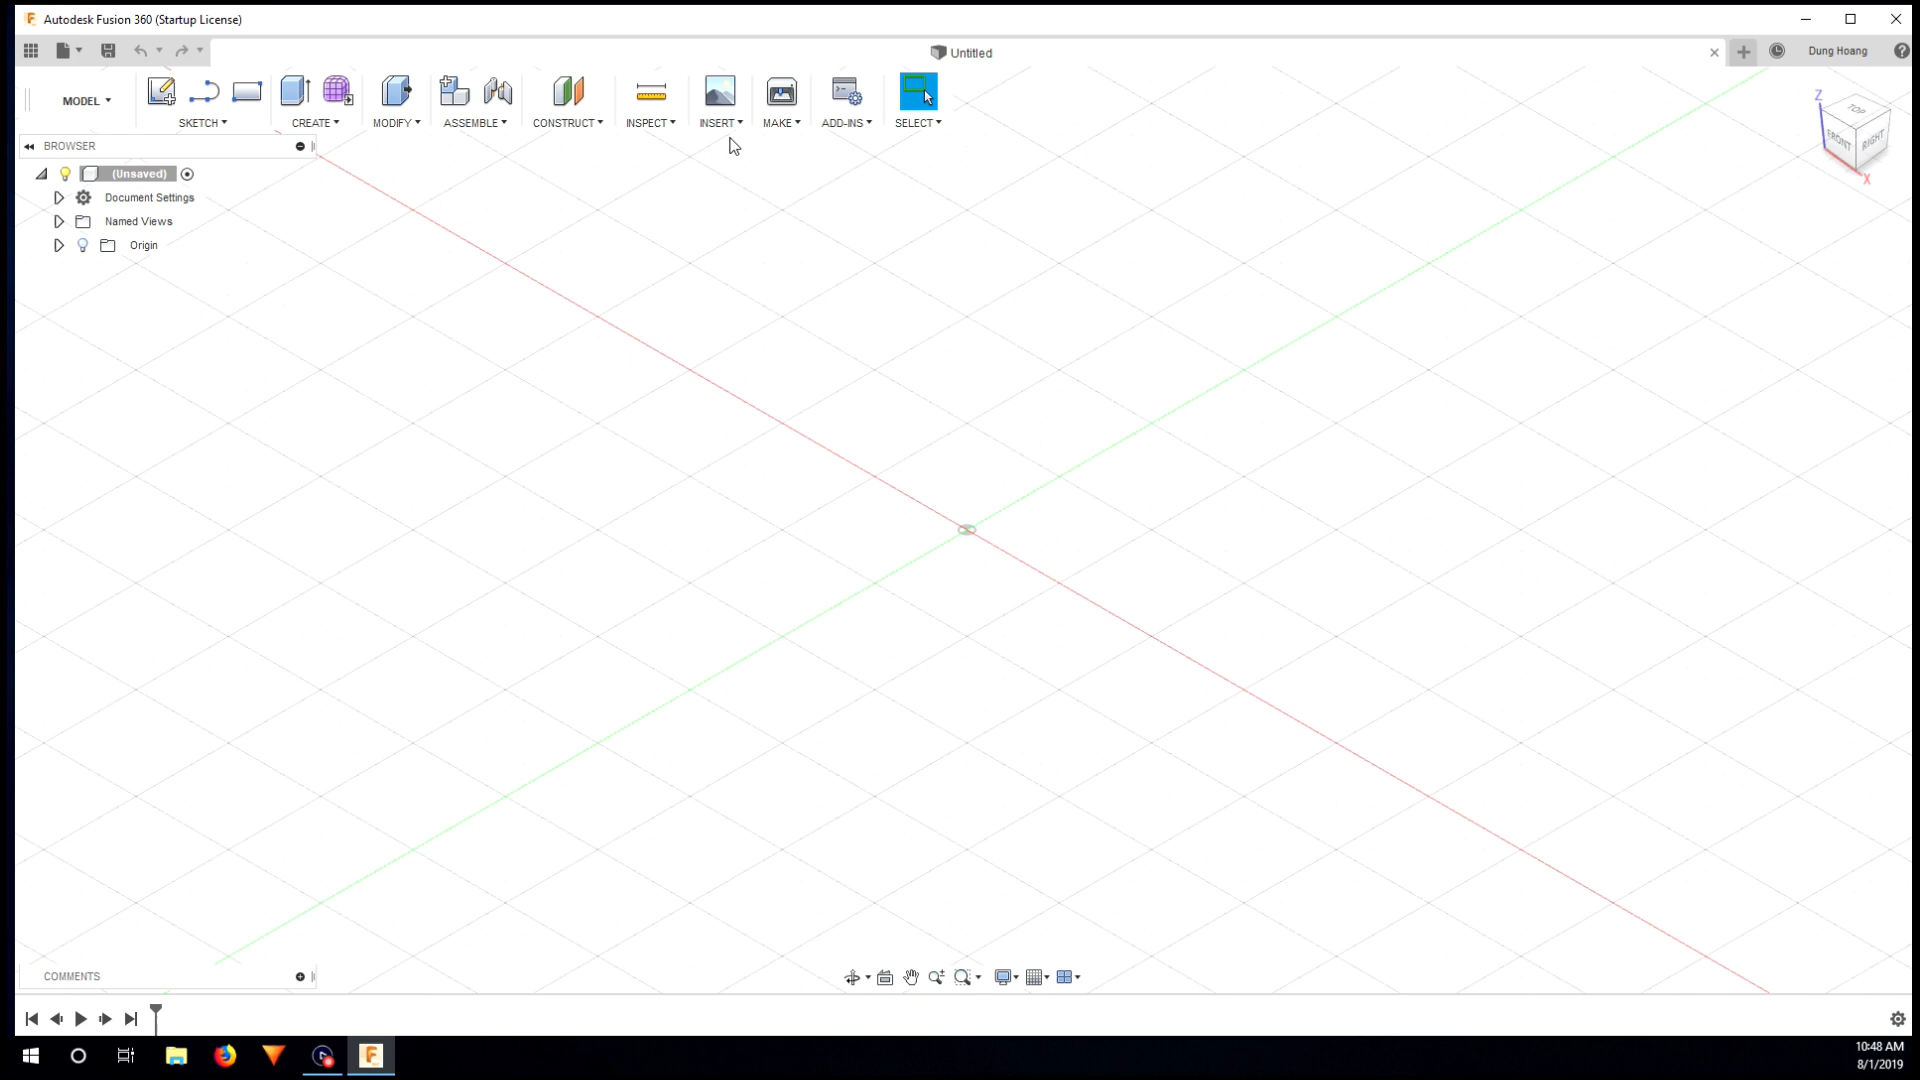 Autodesk Fusion 360 (Startup License)
Untitled
Dung Hoang
MODEL
SKETCH
CREATE
MODIFY
ASSEMBLE
CONSTRUCT
INSPECT
INSERT
MAKE
ADD-INS
SELECT
Z
TOP
FRONT
RIGHT
X
BROWSER
(Unsaved)
Document Settings
Named Views
Origin
COMMENTS
10:48 AM
8/1/2019